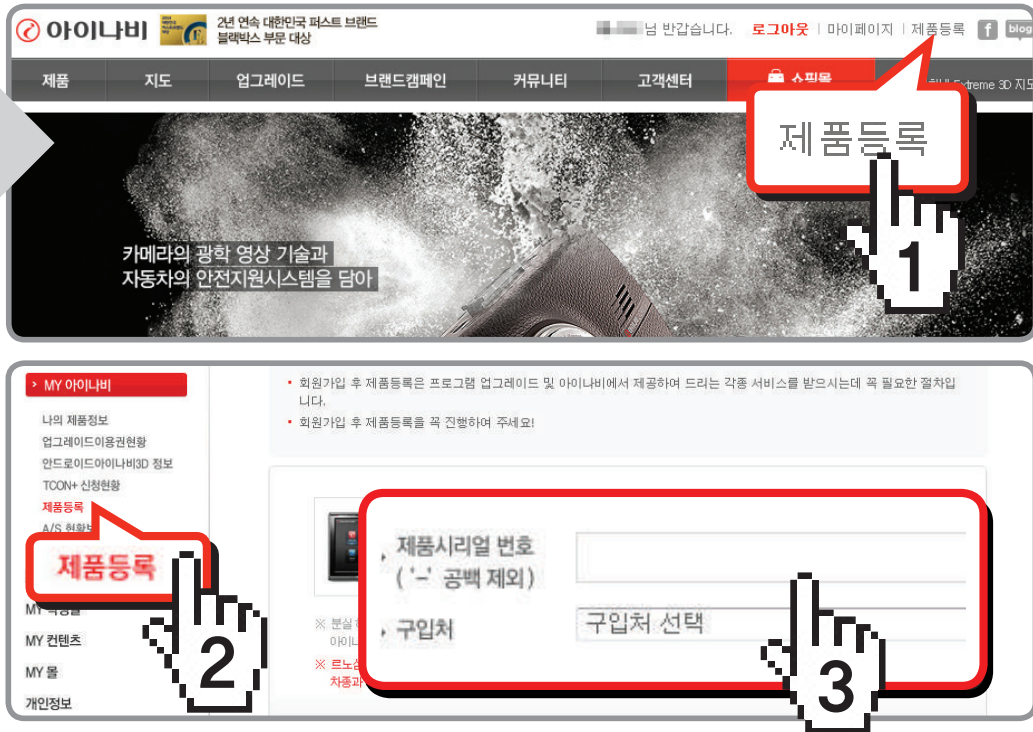 아이나비
2년 연속 대한민국 퍼스트 브랜드
블랙박스 부문 대상
님 반갑습니다. 로그아웃 | 마이페이지 | 제품등록 f blog
제품 지도 업그레이드 브랜드캠페인 커뮤니티 고객센터 쇼핑몰 Extreme 3D 지도
제품등록
1
카메라의 광학 영상 기술과
자동차의 안전지원시스템을 담아
> MY 아이나비
나의 제품정보
업그레이드이용권현황
안드로이드아이나비3D 정보
TCON+ 신청현황
제품등록
A/S
제품등록
2
MY
MY 컨텐츠
MY 몰
개인정보
• 회원가입 후 제품등록은 프로그램 업그레이드 및 아이나비에서 제공하여 드리는 각종 서비스를 받으시는데 꼭 필요한 절차입
니다.
• 회원가입 후 제품등록을 꼭 진행하여 주세요!
제품시리얼 번호
( '-' 공백 제외)
구입처 구입처 선택
3
※ 분실
※
차종과